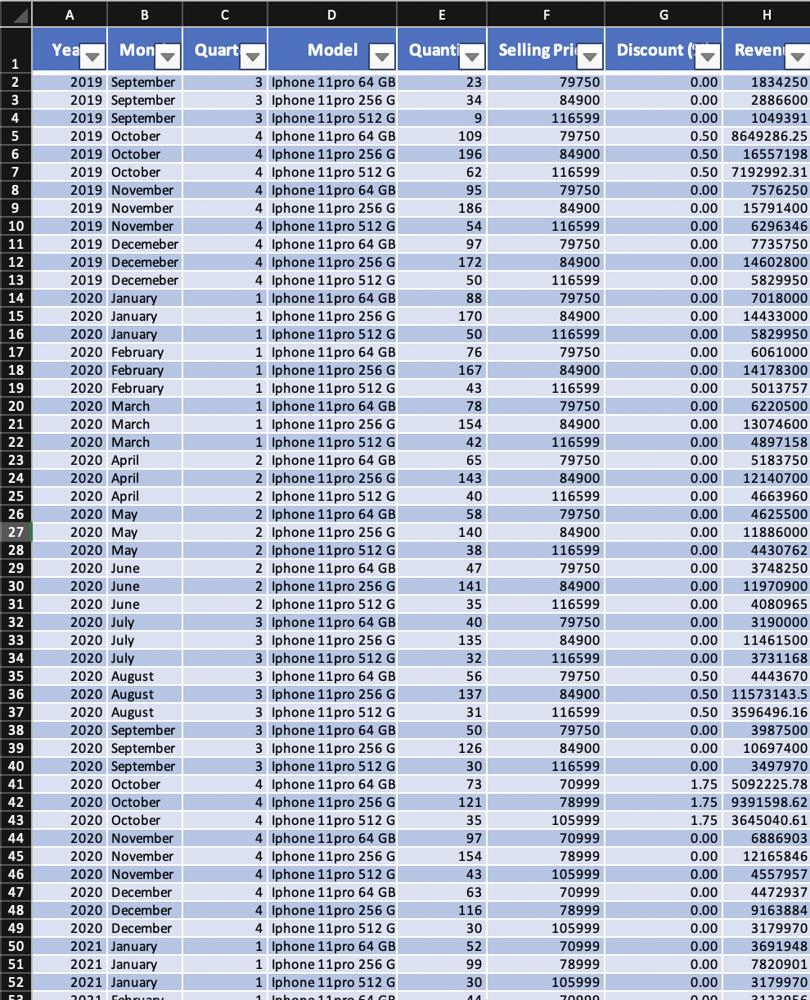 A B C D E F G H
1 Yea Mon Quart Model Quanti Selling Pri Discount ( Reven
2 2019 September 3 Iphone 11pro 64 GB 23 79750 0.00 1834250
3 2019 September 3 Iphone 11pro 256 G 34 84900 0.00 2886600
4 2019 September 3 Iphone 11pro 512 G 9 116599 0.00 1049391
5 2019 October 4 Iphone 11pro 64 GB 109 79750 0.50 8649286.25
6 2019 October 4 Iphone 11pro 256 G 196 84900 0.50 16557198
7 2019 October 4 Iphone 11pro 512 G 62 116599 0.50 7192992.31
8 2019 November 4 Iphone 11pro 64 GB 95 79750 0.00 7576250
9 2019 November 4 Iphone 11pro 256 G 186 84900 0.00 15791400
10 2019 November 4 Iphone 11pro 512 G 54 116599 0.00 6296346
11 2019 Decemeber 4 Iphone 11pro 64 GB 97 79750 0.00 7735750
12 2019 Decemeber 4 Iphone 11pro 256 G 172 84900 0.00 14602800
13 2019 Decemeber 4 Iphone 11pro 512 G 50 116599 0.00 5829950
14 2020 January 1 Iphone 11pro 64 GB 88 79750 0.00 7018000
15 2020 January 1 Iphone 11pro 256 G 170 84900 0.00 14433000
16 2020 January 1 Iphone 11pro 512 G 50 116599 0.00 5829950
17 2020 February 1 Iphone 11pro 64 GB 76 79750 0.00 6061000
18 2020 February 1 Iphone 11pro 256 G 167 84900 0.00 14178300
19 2020 February 1 Iphone 11pro 512 G 43 116599 0.00 5013757
20 2020 March 1 Iphone 11pro 64 GB 78 79750 0.00 6220500
21 2020 March 1 Iphone 11pro 256 G 154 84900 0.00 13074600
22 2020 March 1 Iphone 11pro 512 G 42 116599 0.00 4897158
23 2020 April 2 Iphone 11pro 64 GB 65 79750 0.00 5183750
24 2020 April 2 Iphone 11pro 256 G 143 84900 0.00 12140700
25 2020 April 2 Iphone 11pro 512 G 40 116599 0.00 4663960
26 2020 May 2 Iphone 11pro 64 GB 58 79750 0.00 4625500
27 2020 May 2 Iphone 11pro 256 G 140 84900 0.00 11886000
28 2020 May 2 Iphone 11pro 512 G 38 116599 0.00 4430762
29 2020 June 2 Iphone 11pro 64 GB 47 79750 0.00 3748250
30 2020 June 2 Iphone 11pro 256 G 141 84900 0.00 11970900
31 2020 June 2 Iphone 11pro 512 G 35 116599 0.00 4080965
32 2020 July 3 Iphone 11pro 64 GB 40 79750 0.00 3190000
33 2020 July 3 Iphone 11pro 256 G 135 84900 0.00 11461500
34 2020 July 3 Iphone 11pro 512 G 32 116599 0.00 3731168
35 2020 August 3 Iphone 11pro 64 GB 56 79750 0.50 4443670
36 2020 August 3 Iphone 11pro 256 G 137 84900 0.50 11573143.5
37 2020 August 3 Iphone 11pro 512 G 31 116599 0.50 3596496.16
38 2020 September 3 Iphone 11pro 64 GB 50 79750 0.00 3987500
39 2020 September 3 Iphone 11pro 256 G 126 84900 0.00 10697400
40 2020 September 3 Iphone 11pro 512 G 30 116599 0.00 3497970
41 2020 October 4 Iphone 11pro 64 GB 73 70999 1.75 5092225.78
42 2020 October 4 Iphone 11pro 256 G 121 78999 1.75 9391598.62
43 2020 October 4 Iphone 11pro 512 G 35 105999 1.75 3645040.61
44 2020 November 4 Iphone 11pro 64 GB 97 70999 0.00 6886903
45 2020 November 4 Iphone 11pro 256 G 154 78999 0.00 12165846
46 2020 November 4 Iphone 11pro 512 G 43 105999 0.00 4557957
47 2020 December 4 Iphone 11pro 64 GB 63 70999 0.00 4472937
48 2020 December 4 Iphone 11pro 256 G 116 78999 0.00 9163884
49 2020 December 4 Iphone 11pro 512 G 30 105999 0.00 3179970
50 2021 January 1 Iphone 11pro 64 GB 52 70999 0.00 3691948
51 2021 January 1 Iphone 11pro 256 G 99 78999 0.00 7820901
52 2021 January 1 Iphone 11pro 512 G 30 105999 0.00 3179970
53 2021 February 1 Iphone 11pro 64 GB 44 70999 0.00 3123956